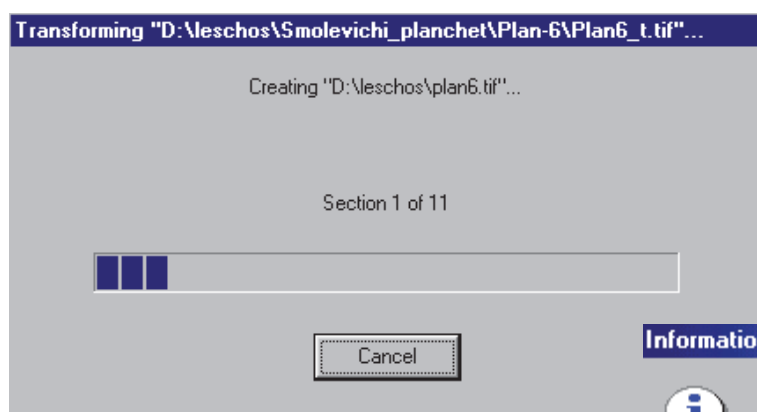 Transforming "D:\leschos\Smolevichi_planchet\Plan-6\Plan6_t.tif"...
Creating "D:\leschos\plan6.tif"...
Section 1 of 11
Cancel
Informatio